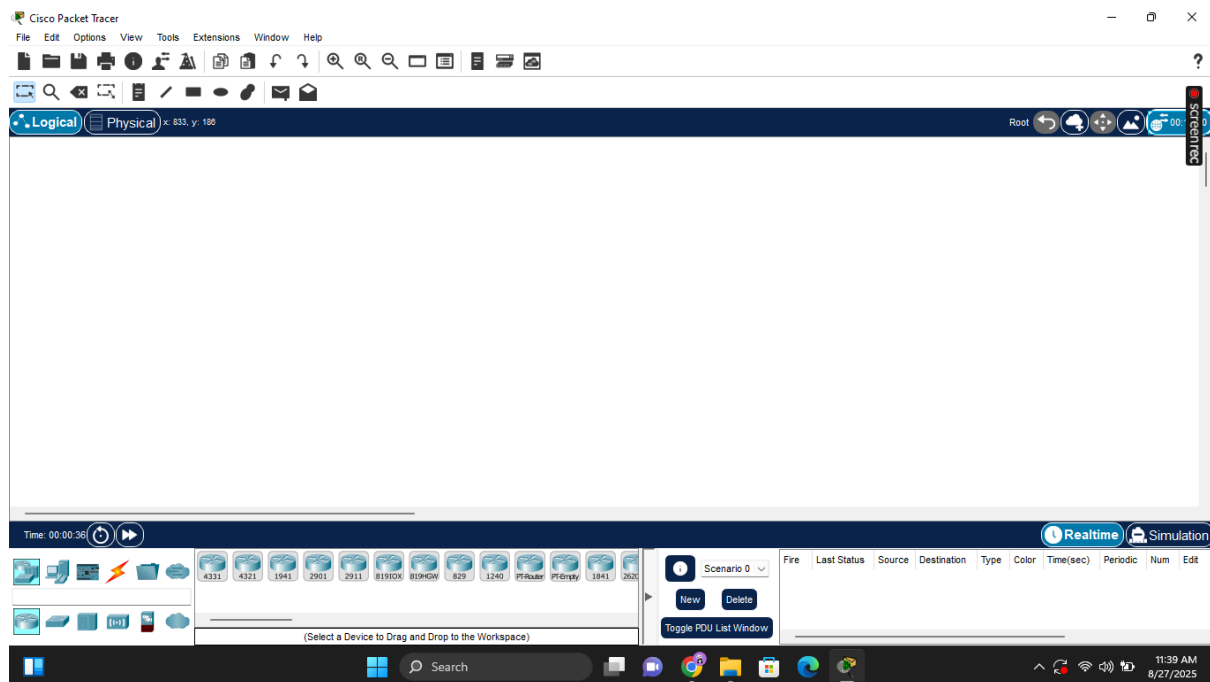 Cisco Packet Tracer
File Edit Options View Tools Extensions Window Help
?
Logical Physical x: 833, y: 186 Root 00:
screenrec
Time: 00:00:36 Realtime Simulation
4331 4321 1941 2901 2911 819IOX 819HGW 829 1240 PT-Router PT-Empty 1841
Scenario 0
Fire Last Status Source Destination Type Color Time(sec) Periodic Num Edit
New Delete
Toggle PDU List Window
(Select a Device to Drag and Drop to the Workspace)
Search
11:39 AM
8/27/2025